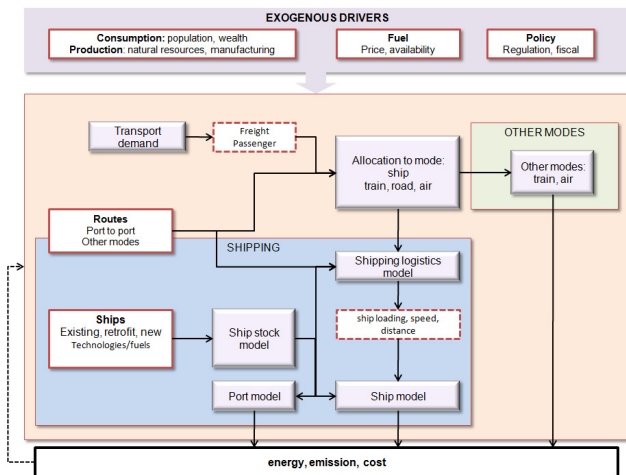 EXOGENOUS DRIVERS
Consumption: population, wealth
Production: natural resources, manufacturing
Fuel
Price, availability
Policy
Regulation, fiscal
Transport
demand
Freight
Passenger
Allocation to mode:
ship
train, road, air
OTHER MODES
Other modes:
train, air
Routes
Port to port
Other modes
SHIPPING
Shipping logistics
model
Ships
Existing, retrofit, new
Technologies/fuels
Ship stock
model
ship loading, speed,
distance
Port model
Ship model
energy, emission, cost